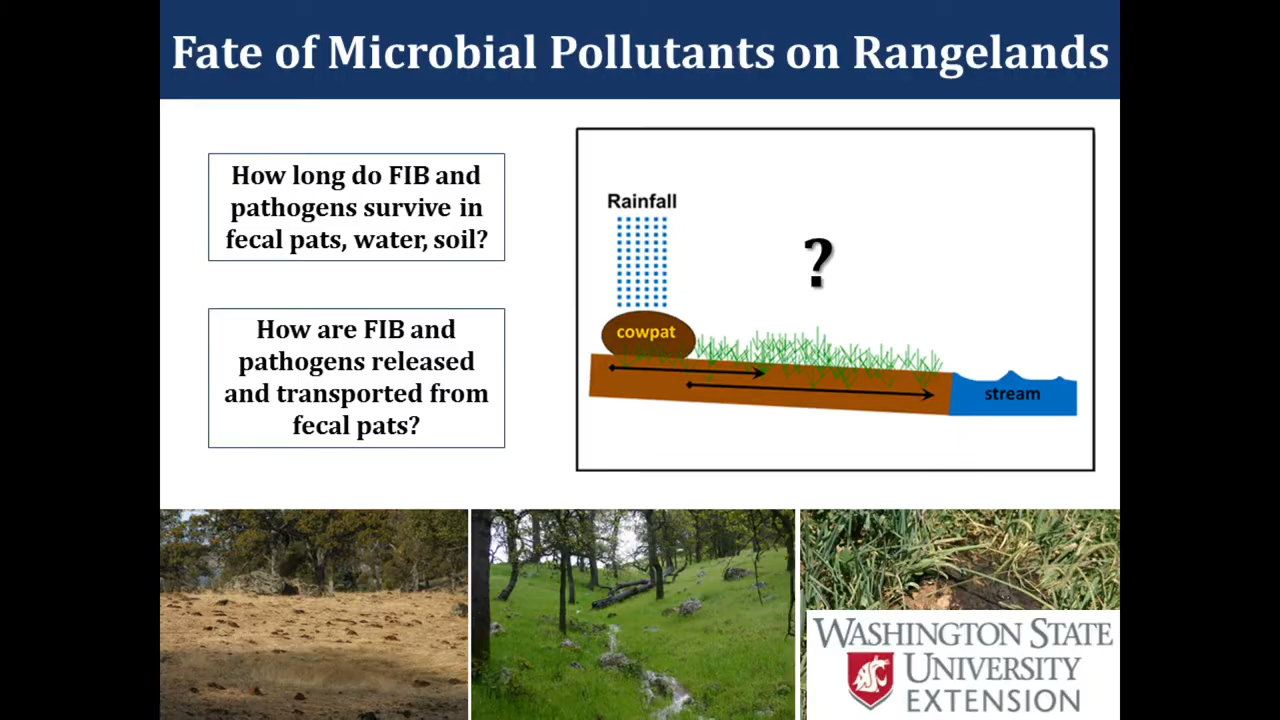 Fate of Microbial Pollutants on Rangelands
How long do FIB and
pathogens survive in
fecal pats, water, soil?
How are FIB and
pathogens released
and transported from
fecal pats?
Rainfall
?
cowpat
stream
WASHINGTON STATE
UNIVERSITY
EXTENSION